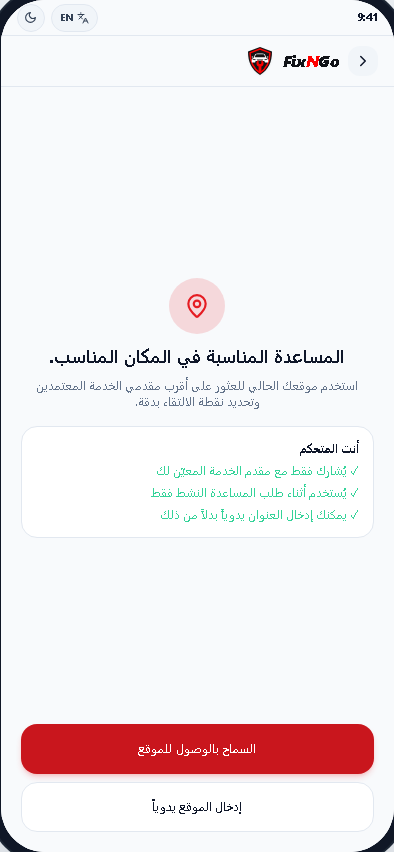 9:41
EN
FixNGo
المساعدة المناسبة في المكان المناسب.
استخدم موقعك الحالي للعثور على أقرب مقدمي الخدمة المعتمدين
وتحديد نقطة الالتقاء بدقة.
أنت المتحكم
✓ يُشارك فقط مع مقدم الخدمة المعيّن لك
✓ يُستخدم أثناء طلب المساعدة النشط فقط
✓ يمكنك إدخال العنوان يدوياً بدلاً من ذلك
السماح بالوصول للموقع
إدخال الموقع يدوياً